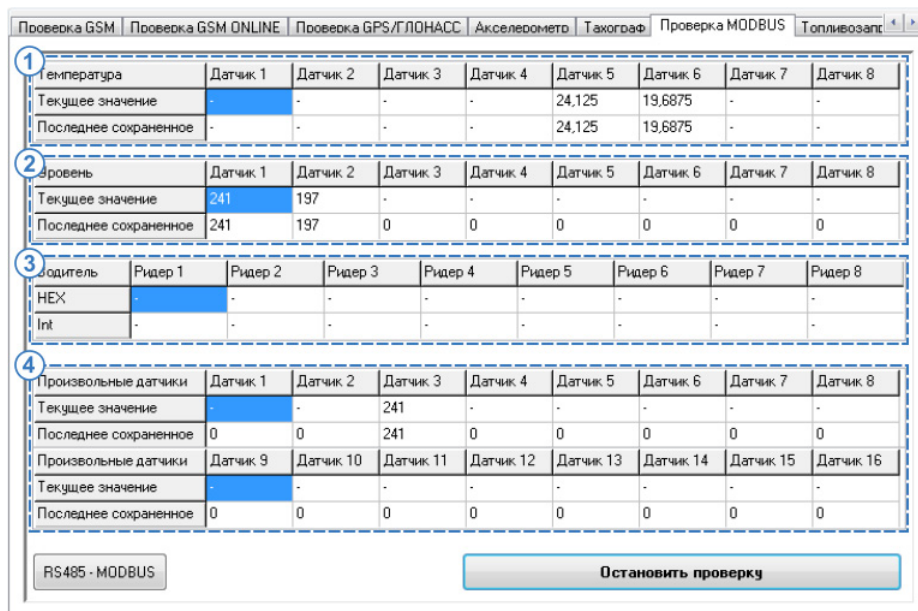 Проверка GSM Проверка GSM ONLINE Проверка GPS/ГЛОНАСС Акселерометр Тахограф Проверка MODBUS Топливозап
1
Температура Датчик 1 Датчик 2 Датчик 3 Датчик 4 Датчик 5 Датчик 6 Датчик 7 Датчик 8
Текущее значение - - - - 24,125 19,6875 - -
Последнее сохраненное - - - - 24,125 19,6875 - -
2
Уровень Датчик 1 Датчик 2 Датчик 3 Датчик 4 Датчик 5 Датчик 6 Датчик 7 Датчик 8
Текущее значение 241 197 - - - - - -
Последнее сохраненное 241 197 0 0 0 0 0 0
3
Водитель Ридер 1 Ридер 2 Ридер 3 Ридер 4 Ридер 5 Ридер 6 Ридер 7 Ридер 8
HEX - - - - - - - -
Int - - - - - - - -
4
Произвольные датчики Датчик 1 Датчик 2 Датчик 3 Датчик 4 Датчик 5 Датчик 6 Датчик 7 Датчик 8
Текущее значение - - 241 - - - - -
Последнее сохраненное 0 0 241 0 0 0 0 0
Произвольные датчики Датчик 9 Датчик 10 Датчик 11 Датчик 12 Датчик 13 Датчик 14 Датчик 15 Датчик 16
Текущее значение - - - - - - - -
Последнее сохраненное 0 0 0 0 0 0 0 0
RS485 - MODBUS Остановить проверку